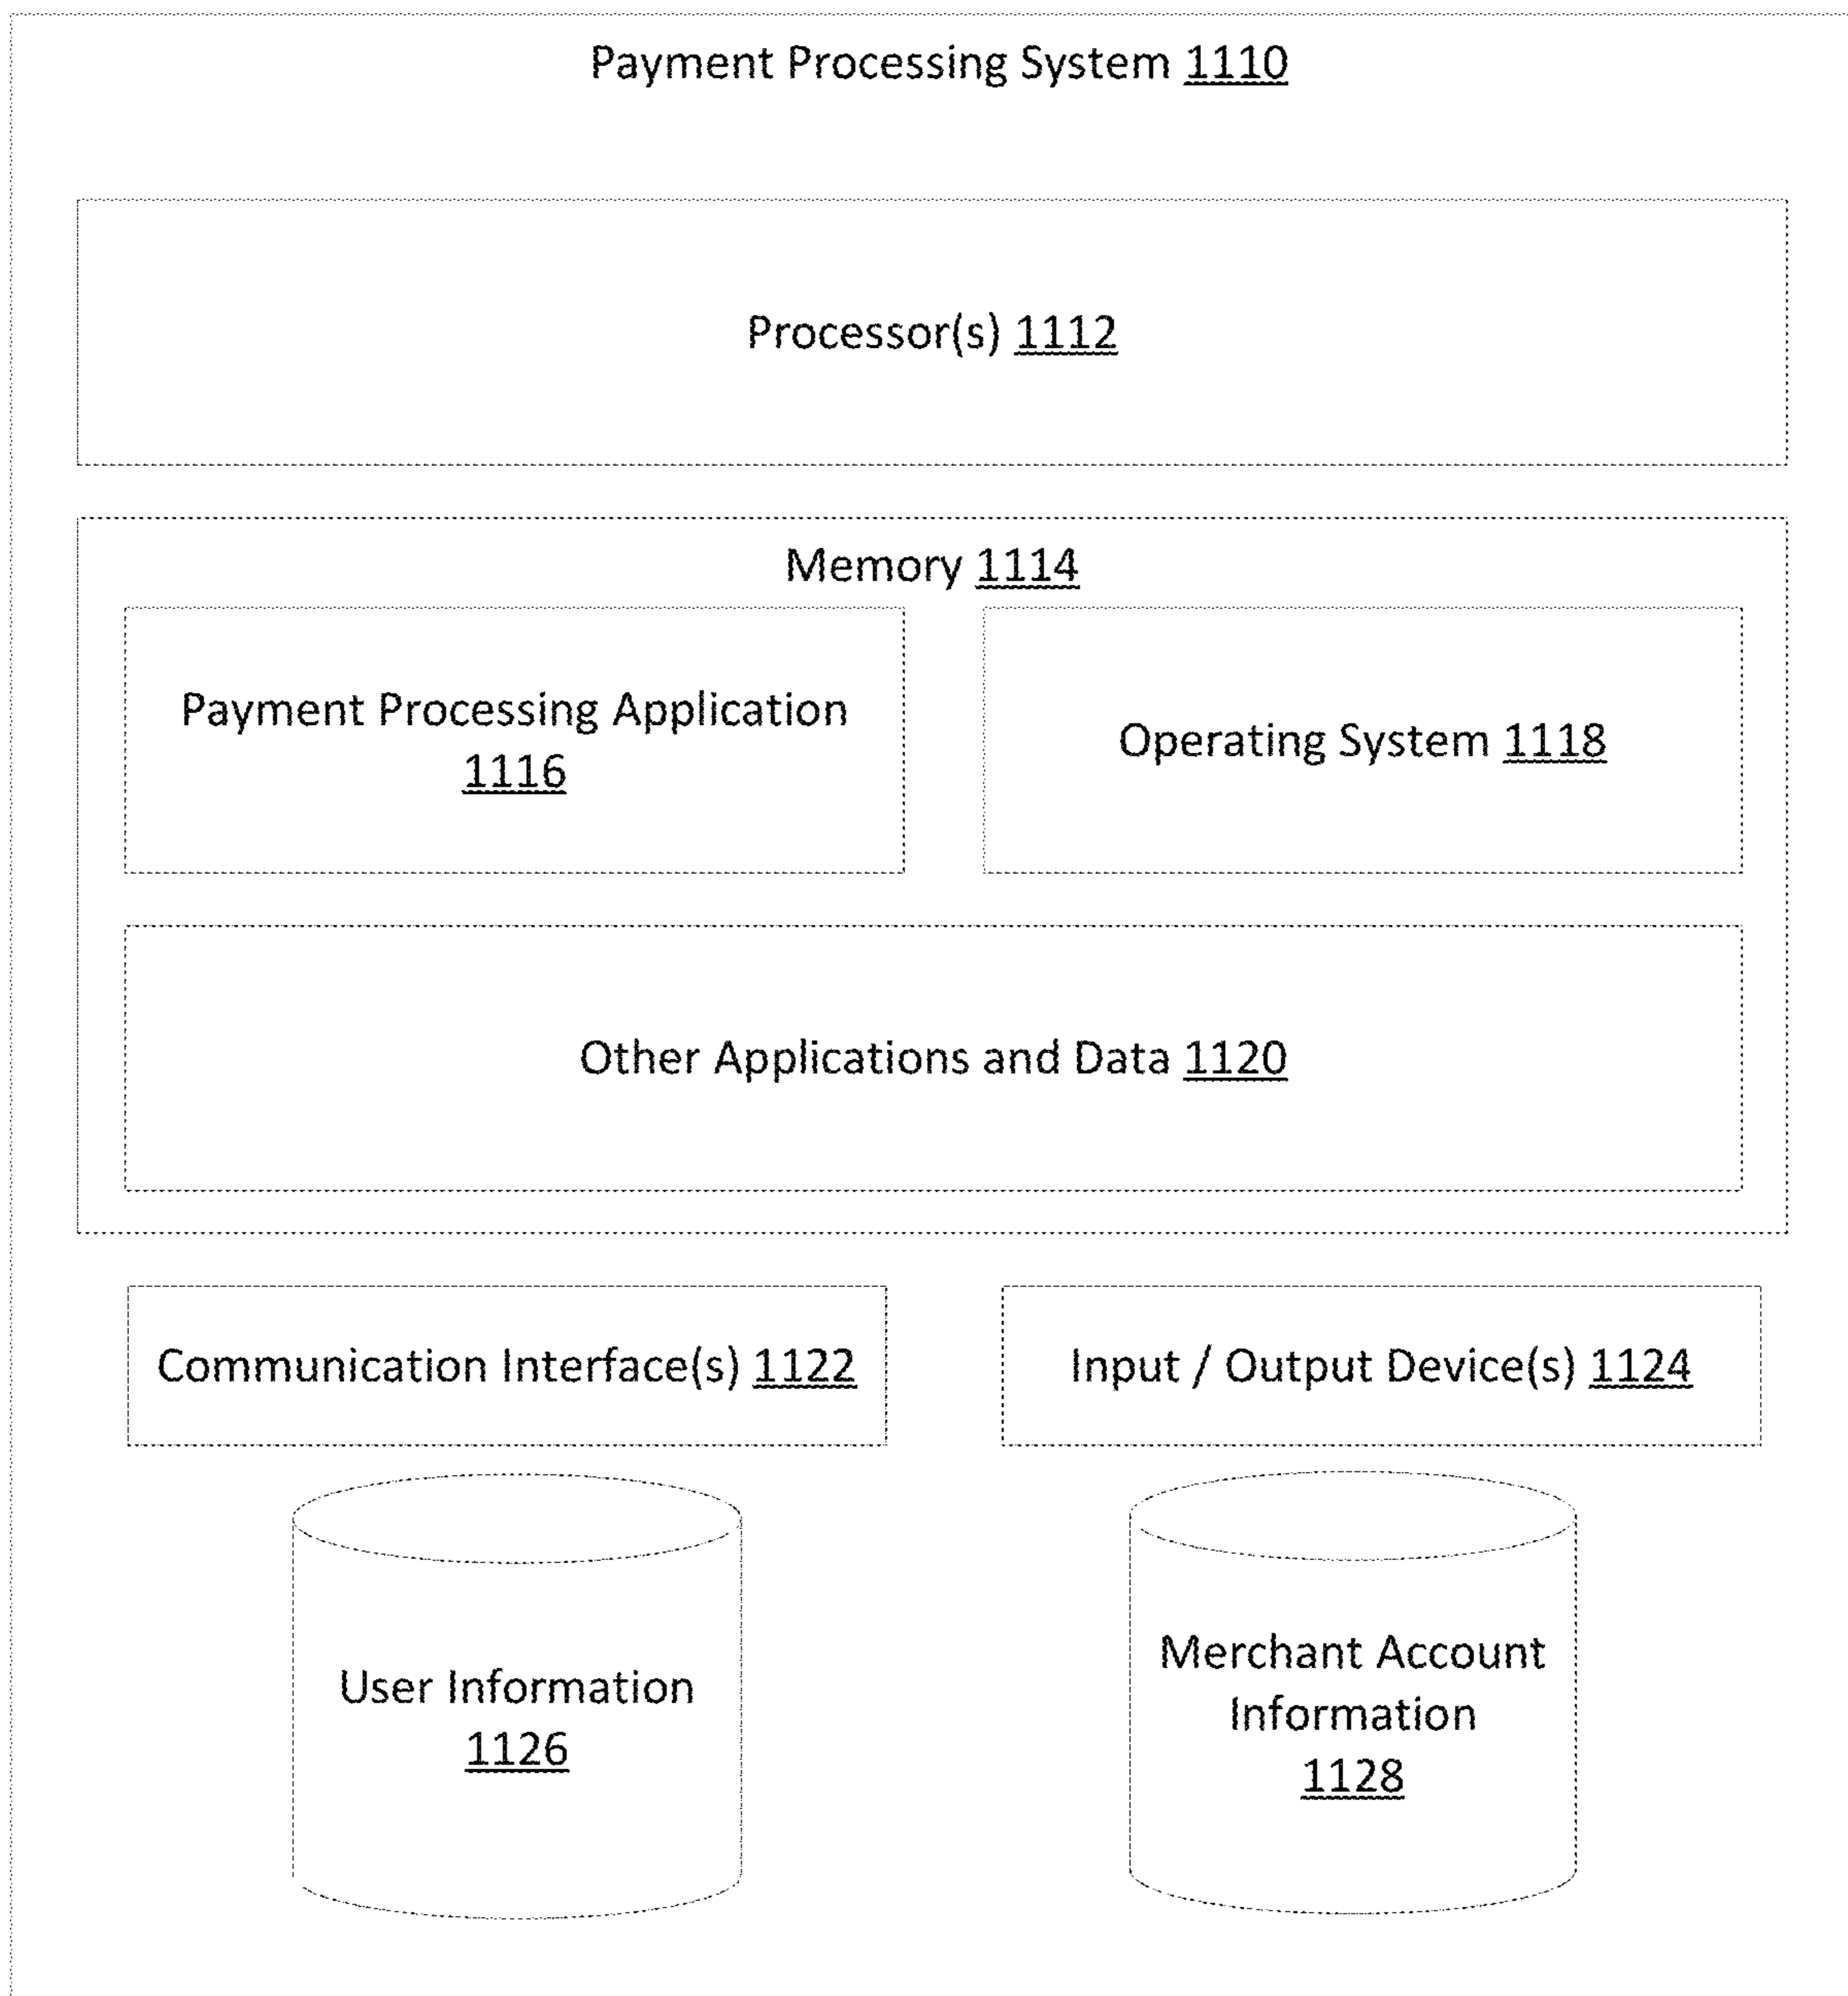 Payment Processing System 1110
Processor(s) 1112
Memory 1114
Payment Processing Application
1116
Operating System 1118
Other Applications and Data 1120
Communication Interface(s) 1122
Input / Output Device(s) 1124
User Information
1126
Merchant Account
Information
1128